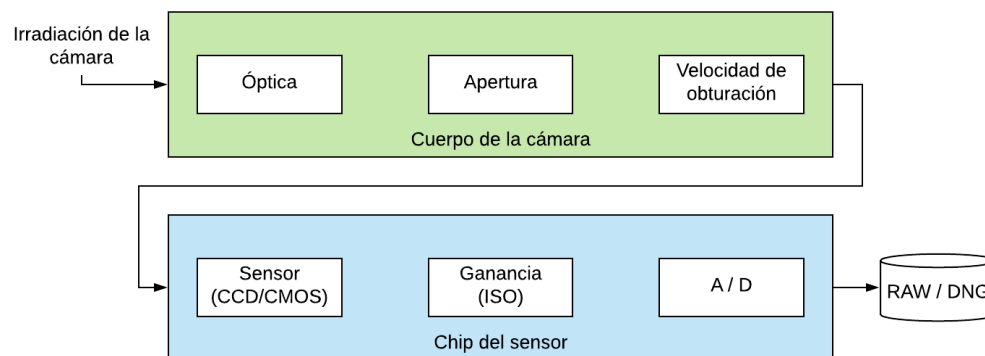 Irradiación de la
cámara
Óptica
Apertura
Velocidad de
obturación
Cuerpo de la cámara
Sensor
(CCD/CMOS)
Ganancia
(ISO)
A / D
Chip del sensor
RAW / DNG